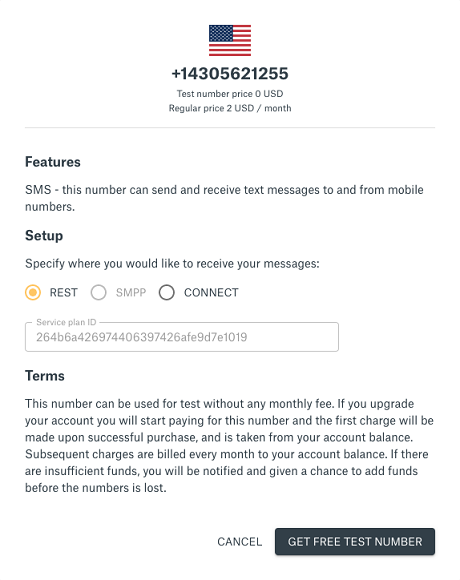 +14305621255
Test number price 0 USD
Regular price 2 USD / month
Features
SMS - this number can send and receive text messages to and from mobile
numbers.
Setup
Specify where you would like to receive your messages:
REST SMPP CONNECT
Service plan ID
264b6a426974406397426afe9d7e1019
Terms
This number can be used for test without any monthly fee. If you upgrade
your account you will start paying for this number and the first charge will be
made upon successful purchase, and is taken from your account balance.
Subsequent charges are billed every month to your account balance. If there
are insufficient funds, you will be notified and given a chance to add funds
before the numbers is lost.
CANCEL GET FREE TEST NUMBER